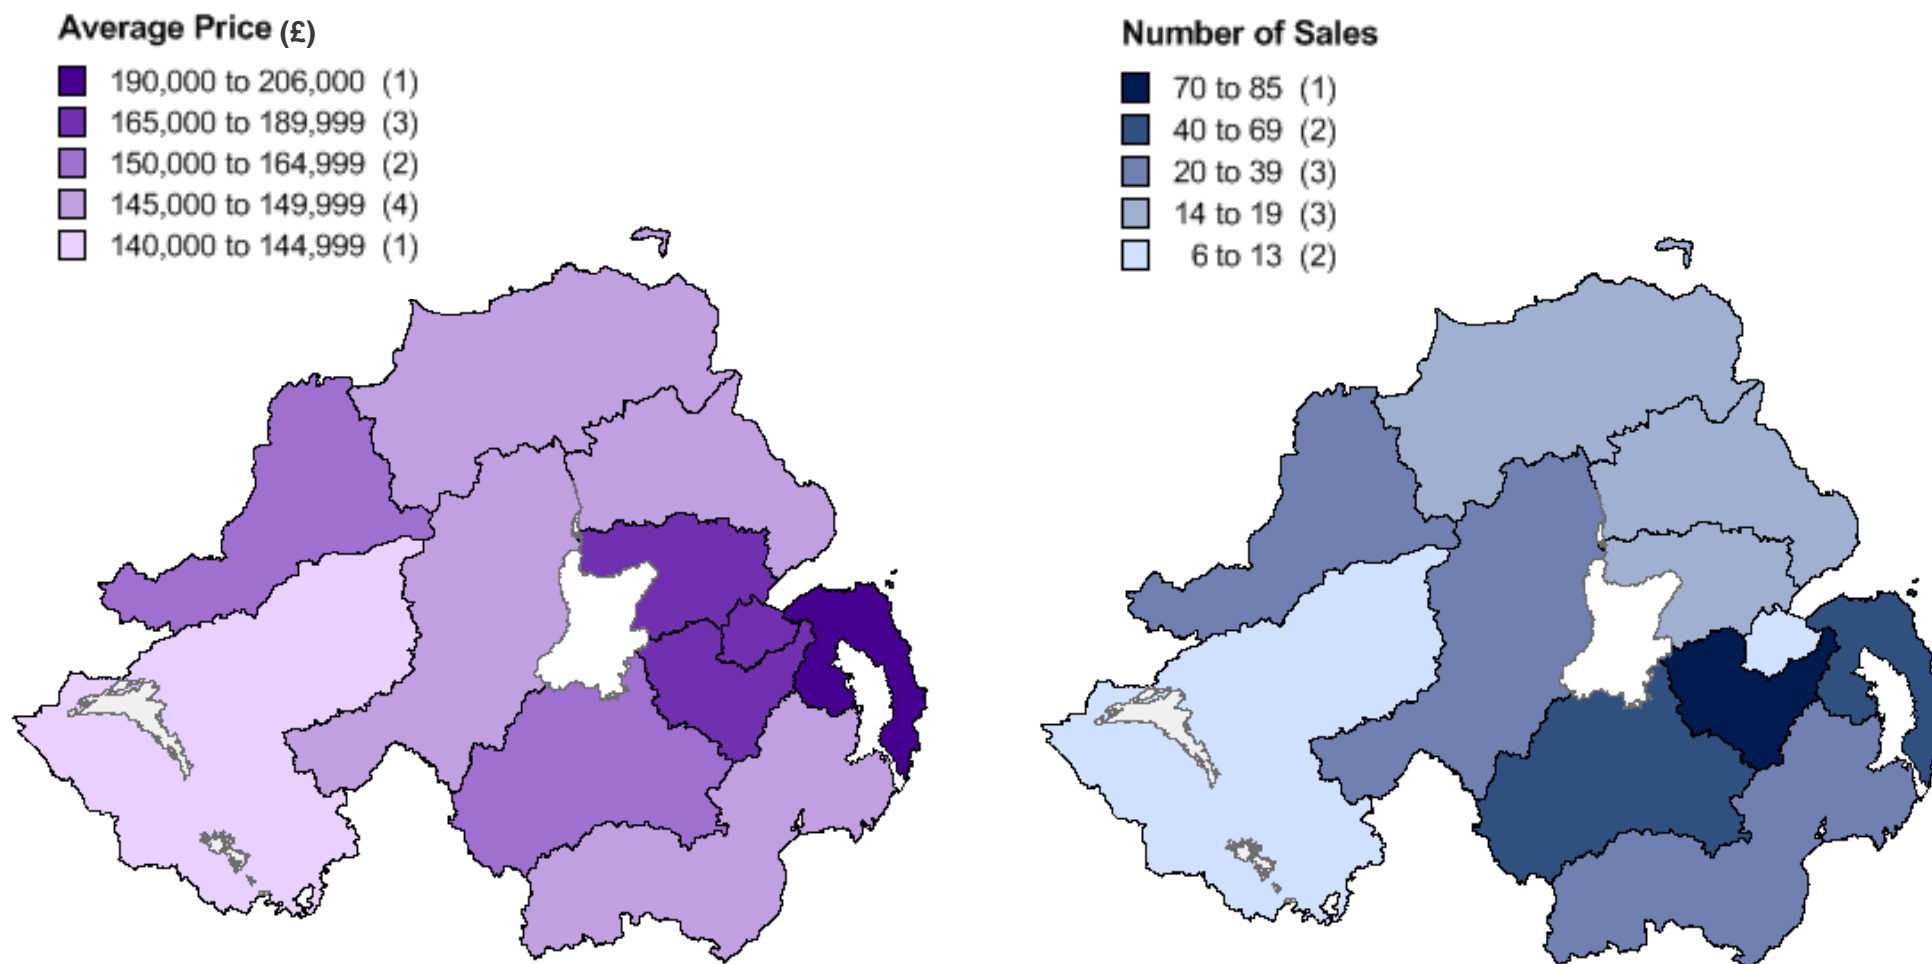 Average Price (£)
190,000 to 206,000 (1)
165,000 to 189,999 (3)
150,000 to 164,999 (2)
145,000 to 149,999 (4)
140,000 to 144,999 (1)
Number of Sales
70 to 85 (1)
40 to 69 (2)
20 to 39 (3)
14 to 19 (3)
6 to 13 (2)